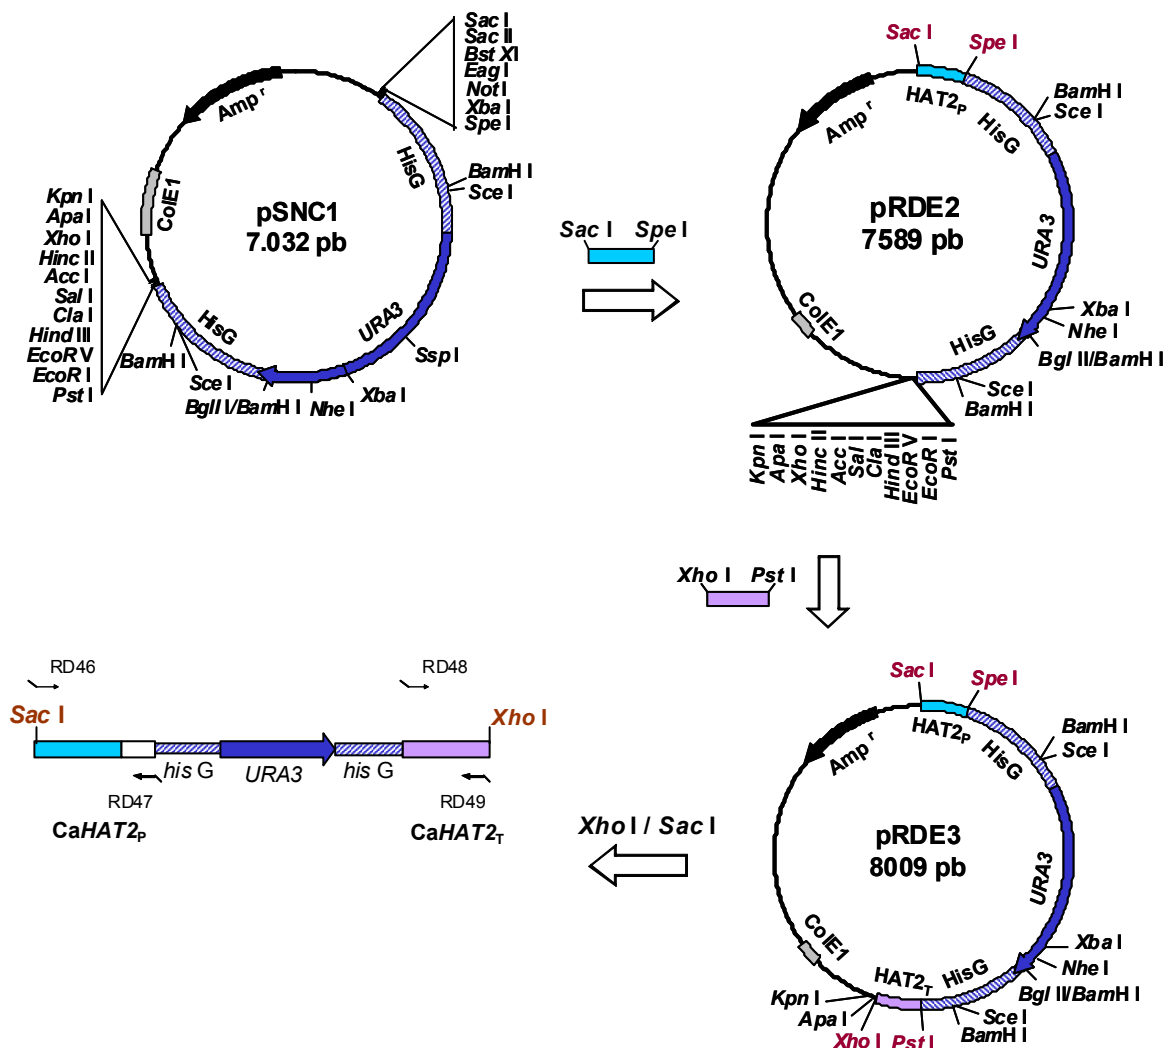 Sac I
Sac II
Bst XI
Eag I
Not I
Xba I
Spe I
Amp r
HisG
BamH I
Sce I
ColE1
pSNC1
7.032 pb
Kpn I
Apa I
Xho I
Hinc II
Acc I
Sal I
Cla I
Hind III
EcoR V
EcoR I
Pst I
HisG
URA3
Ssp I
BamH I
Sce I
Bgll I/BamH I
Nhe I
Xba I
Sac I Spe I
Sac I
Spe I
HAT2P
BamH I
Sce I
Amp r
HisG
pRDE2
7589 pb
URA3
ColE1
Xba I
Nhe I
HisG
Bgl II/BamH I
Sce I
BamH I
Kpn I
Apa I
Xho I
Hinc II
Acc I
Sal I
Cla I
Hind III
EcoR V
EcoR I
Pst I
Xho I Pst I
RD46
RD48
Sac I
Xho I
his G
URA3
his G
RD47
RD49
CaHAT2P
CaHAT2T
Xho I / Sac I
Sac I
Spe I
HAT2P
BamH I
Sce I
Amp r
HisG
pRDE3
8009 pb
URA3
ColE1
Xba I
HAT2T
HisG
Nhe I
Bgl II/BamH I
Kpn I
Apa I
Sce I
BamH I
Xho I
Pst I